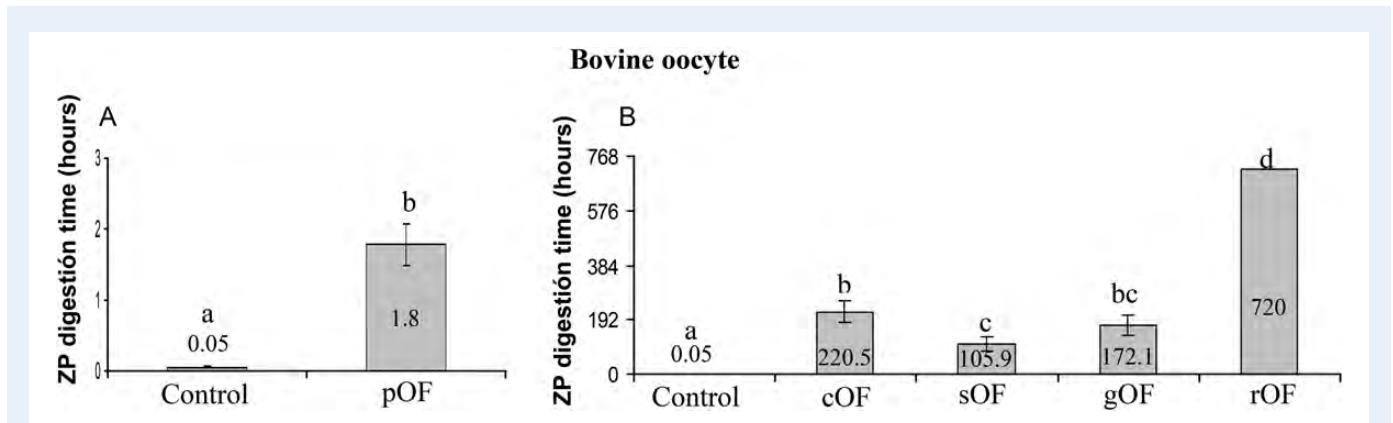 Bovine oocyte
A
ZP digestión time (hours)
3
2
1
0
a
0.05
b
1.8
Control
pOF
B
ZP digestión time (hours)
768
576
384
192
0
a
0.05
b
220.5
c
105.9
bc
172.1
d
720
Control
cOF
sOF
gOF
rOF